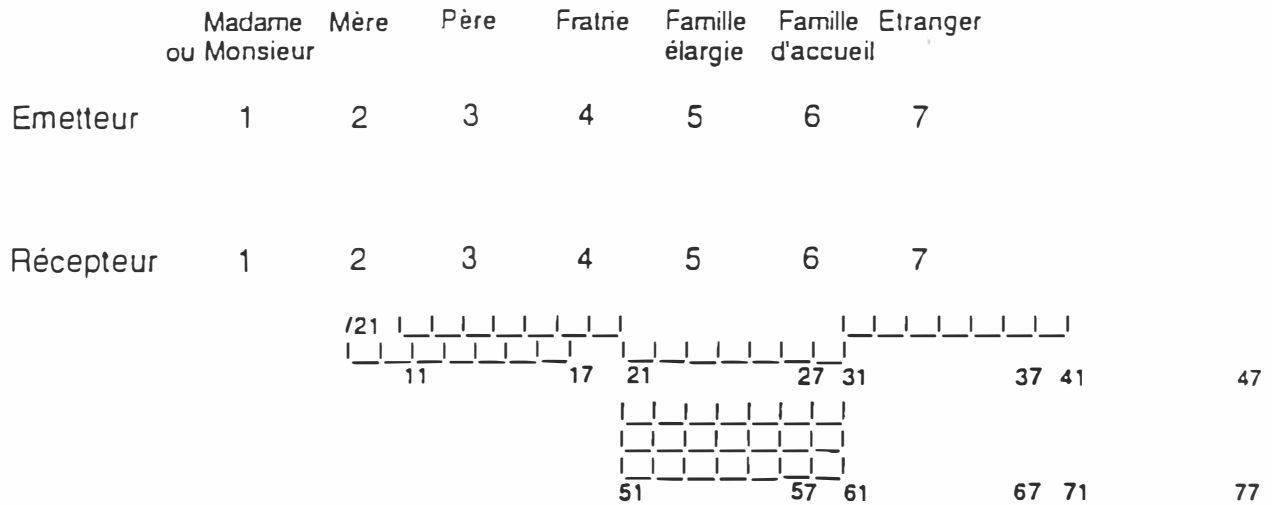 Madame Mère Père Fratrie Famille Famille Etranger
ou Monsieur élargie d'accueil
Emetteur 1 2 3 4 5 6 7
Récepteur 1 2 3 4 5 6 7
/21 |_|_|_|_|_|_|_| |_|_|_|_|_|_|_|
|_|_|_|_|_|_|_| |_|_|_|_|_|_|_|
11 17 21 27 31 37 41 47
|_|_|_|_|_|_|_|
|_|_|_|_|_|_|_|
|_|_|_|_|_|_|_|
51 57 61 67 71 77